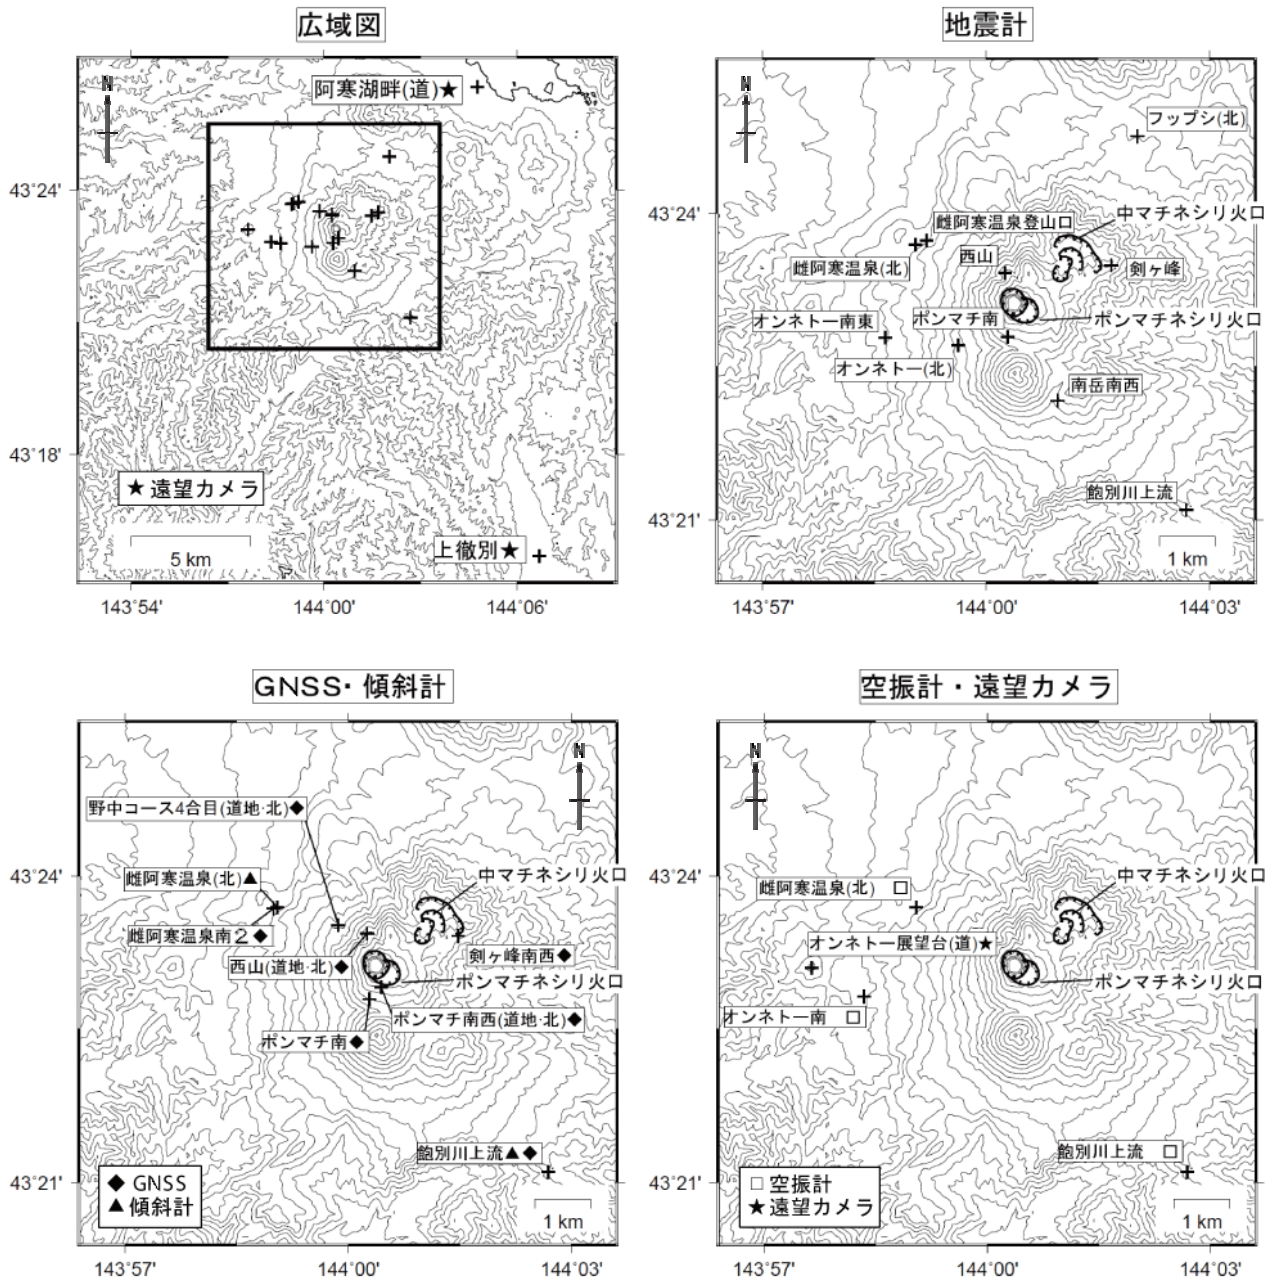 広域図
N
阿寒湖畔(道)★
43°24'
43°18'
★遠望カメラ
5 km
上徹別★
143°54'
144°00'
144°06'
地震計
N
フップシ(北)
43°24'
雌阿寒温泉登山口
中マチネシリ火口
西山
雌阿寒温泉(北)
剣ヶ峰
オンネトー南東
ポンマチ南
ポンマチネシリ火口
オンネトー(北)
南岳南西
飽別川上流
43°21'
1 km
143°57'
144°00'
144°03'
GNSS・傾斜計
N
野中コース4合目(道地·北)◆
43°24'
雌阿寒温泉(北)▲
中マチネシリ火口
雌阿寒温泉南2◆
西山(道地·北)◆
剣ヶ峰南西◆
ポンマチネシリ火口
ポンマチ南西(道地·北)◆
ポンマチ南◆
飽別川上流▲◆
43°21'
◆ GNSS
▲傾斜計
1 km
143°57'
144°00'
144°03'
空振計・遠望カメラ
N
43°24'
雌阿寒温泉(北) □
中マチネシリ火口
オンネトー展望台(道)★
ポンマチネシリ火口
オンネトー南 □
飽別川上流 □
43°21'
□ 空振計
★遠望カメラ
1 km
143°57'
144°00'
144°03'